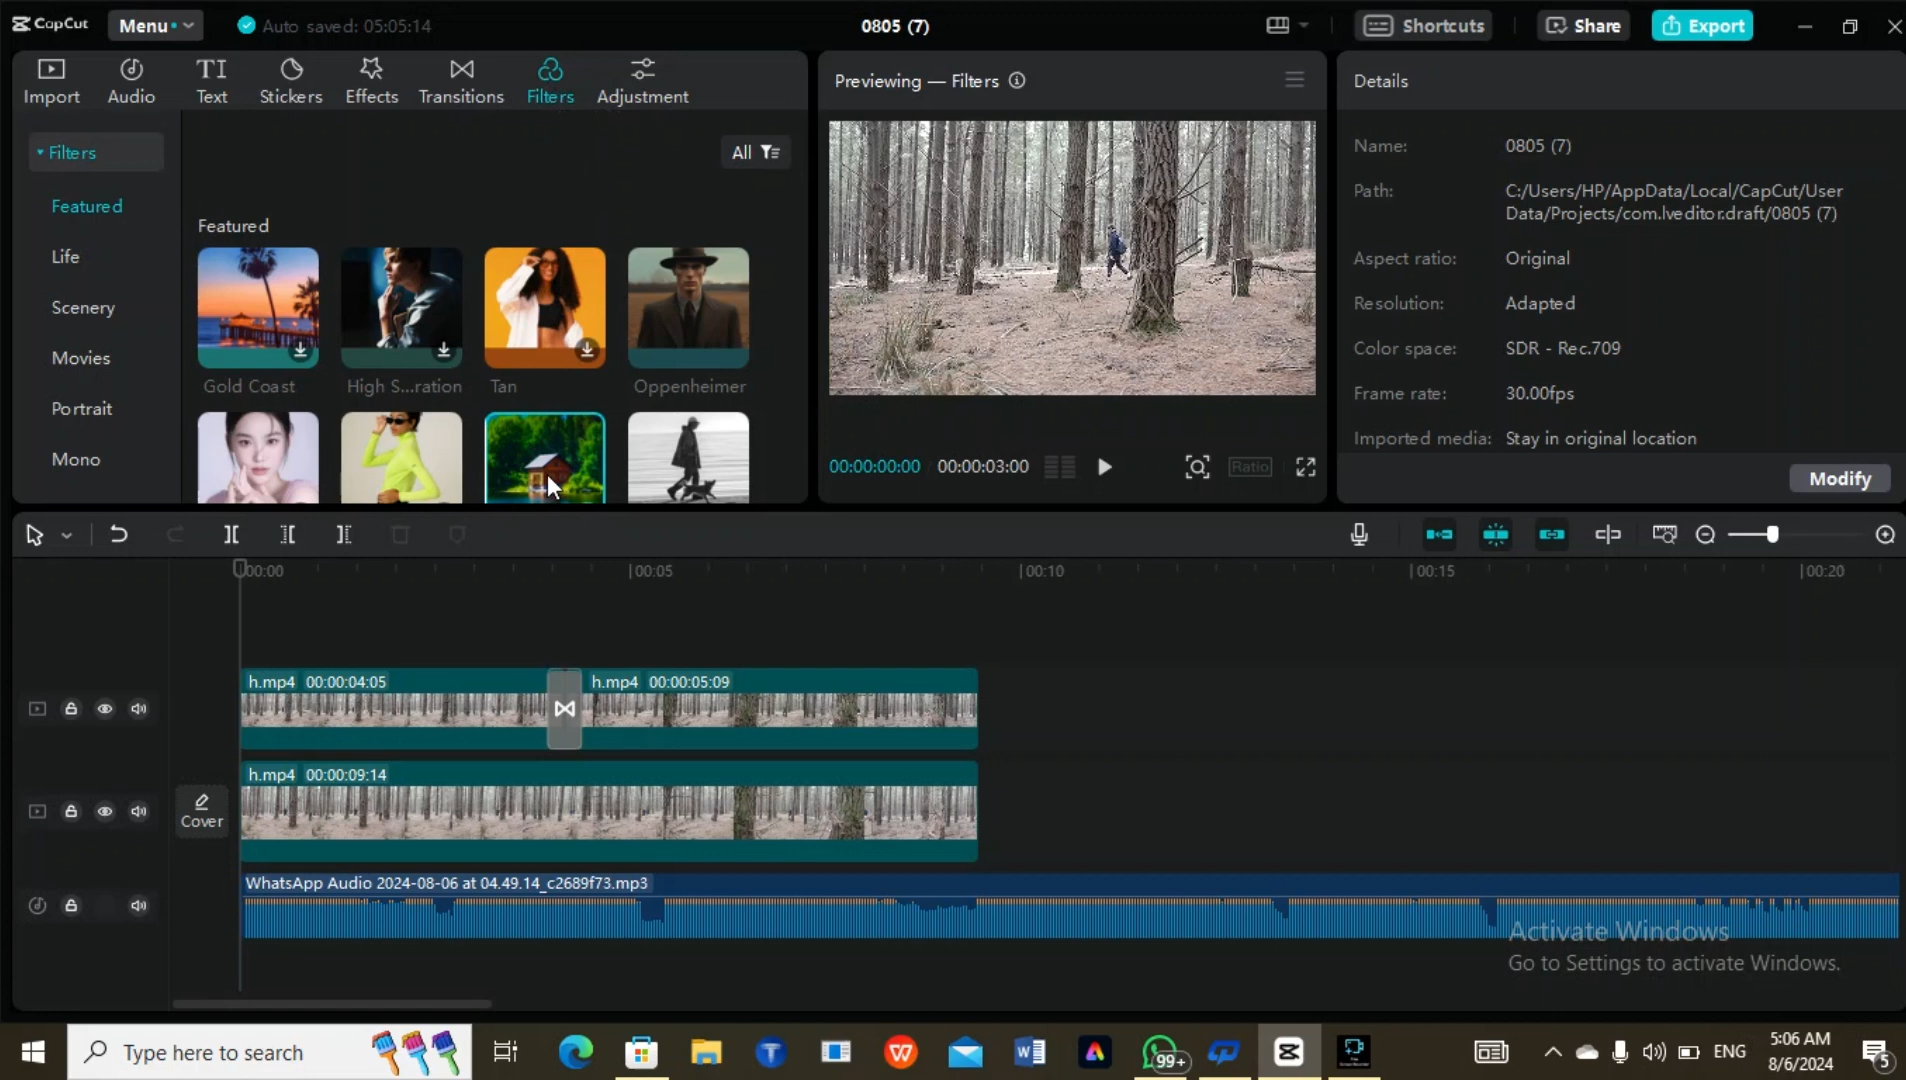 CapCut
Menu
Auto saved: 05:05:14
0805 (7)
Shortcuts
Share
Export
Import
Audio
Text
Stickers
Effects
Transitions
Filters
Adjustment
Filters
Featured
Life
Scenery
Movies
Portrait
Mono
All
Featured
Gold Coast
High S...ration
Tan
Oppenheimer
Previewing — Filters
00:00:00:00
00:00:03:00
Ratio
Details
Name: 0805 (7)
Path: C:/Users/HP/AppData/Local/CapCut/User
Data/Projects/com.lveditor.draft/0805 (7)
Aspect ratio: Original
Resolution: Adapted
Color space: SDR - Rec.709
Frame rate: 30.00fps
Imported media: Stay in original location
Modify
00:00
00:05
00:10
00:15
00:20
h.mp4 00:00:04:05
h.mp4 00:00:05:09
h.mp4 00:00:09:14
Cover
WhatsApp Audio 2024-08-06 at 04.49.14_c2689f73.mp3
Activate Windows
Go to Settings to activate Windows.
Type here to search
99+
ENG
5:06 AM
8/6/2024
5